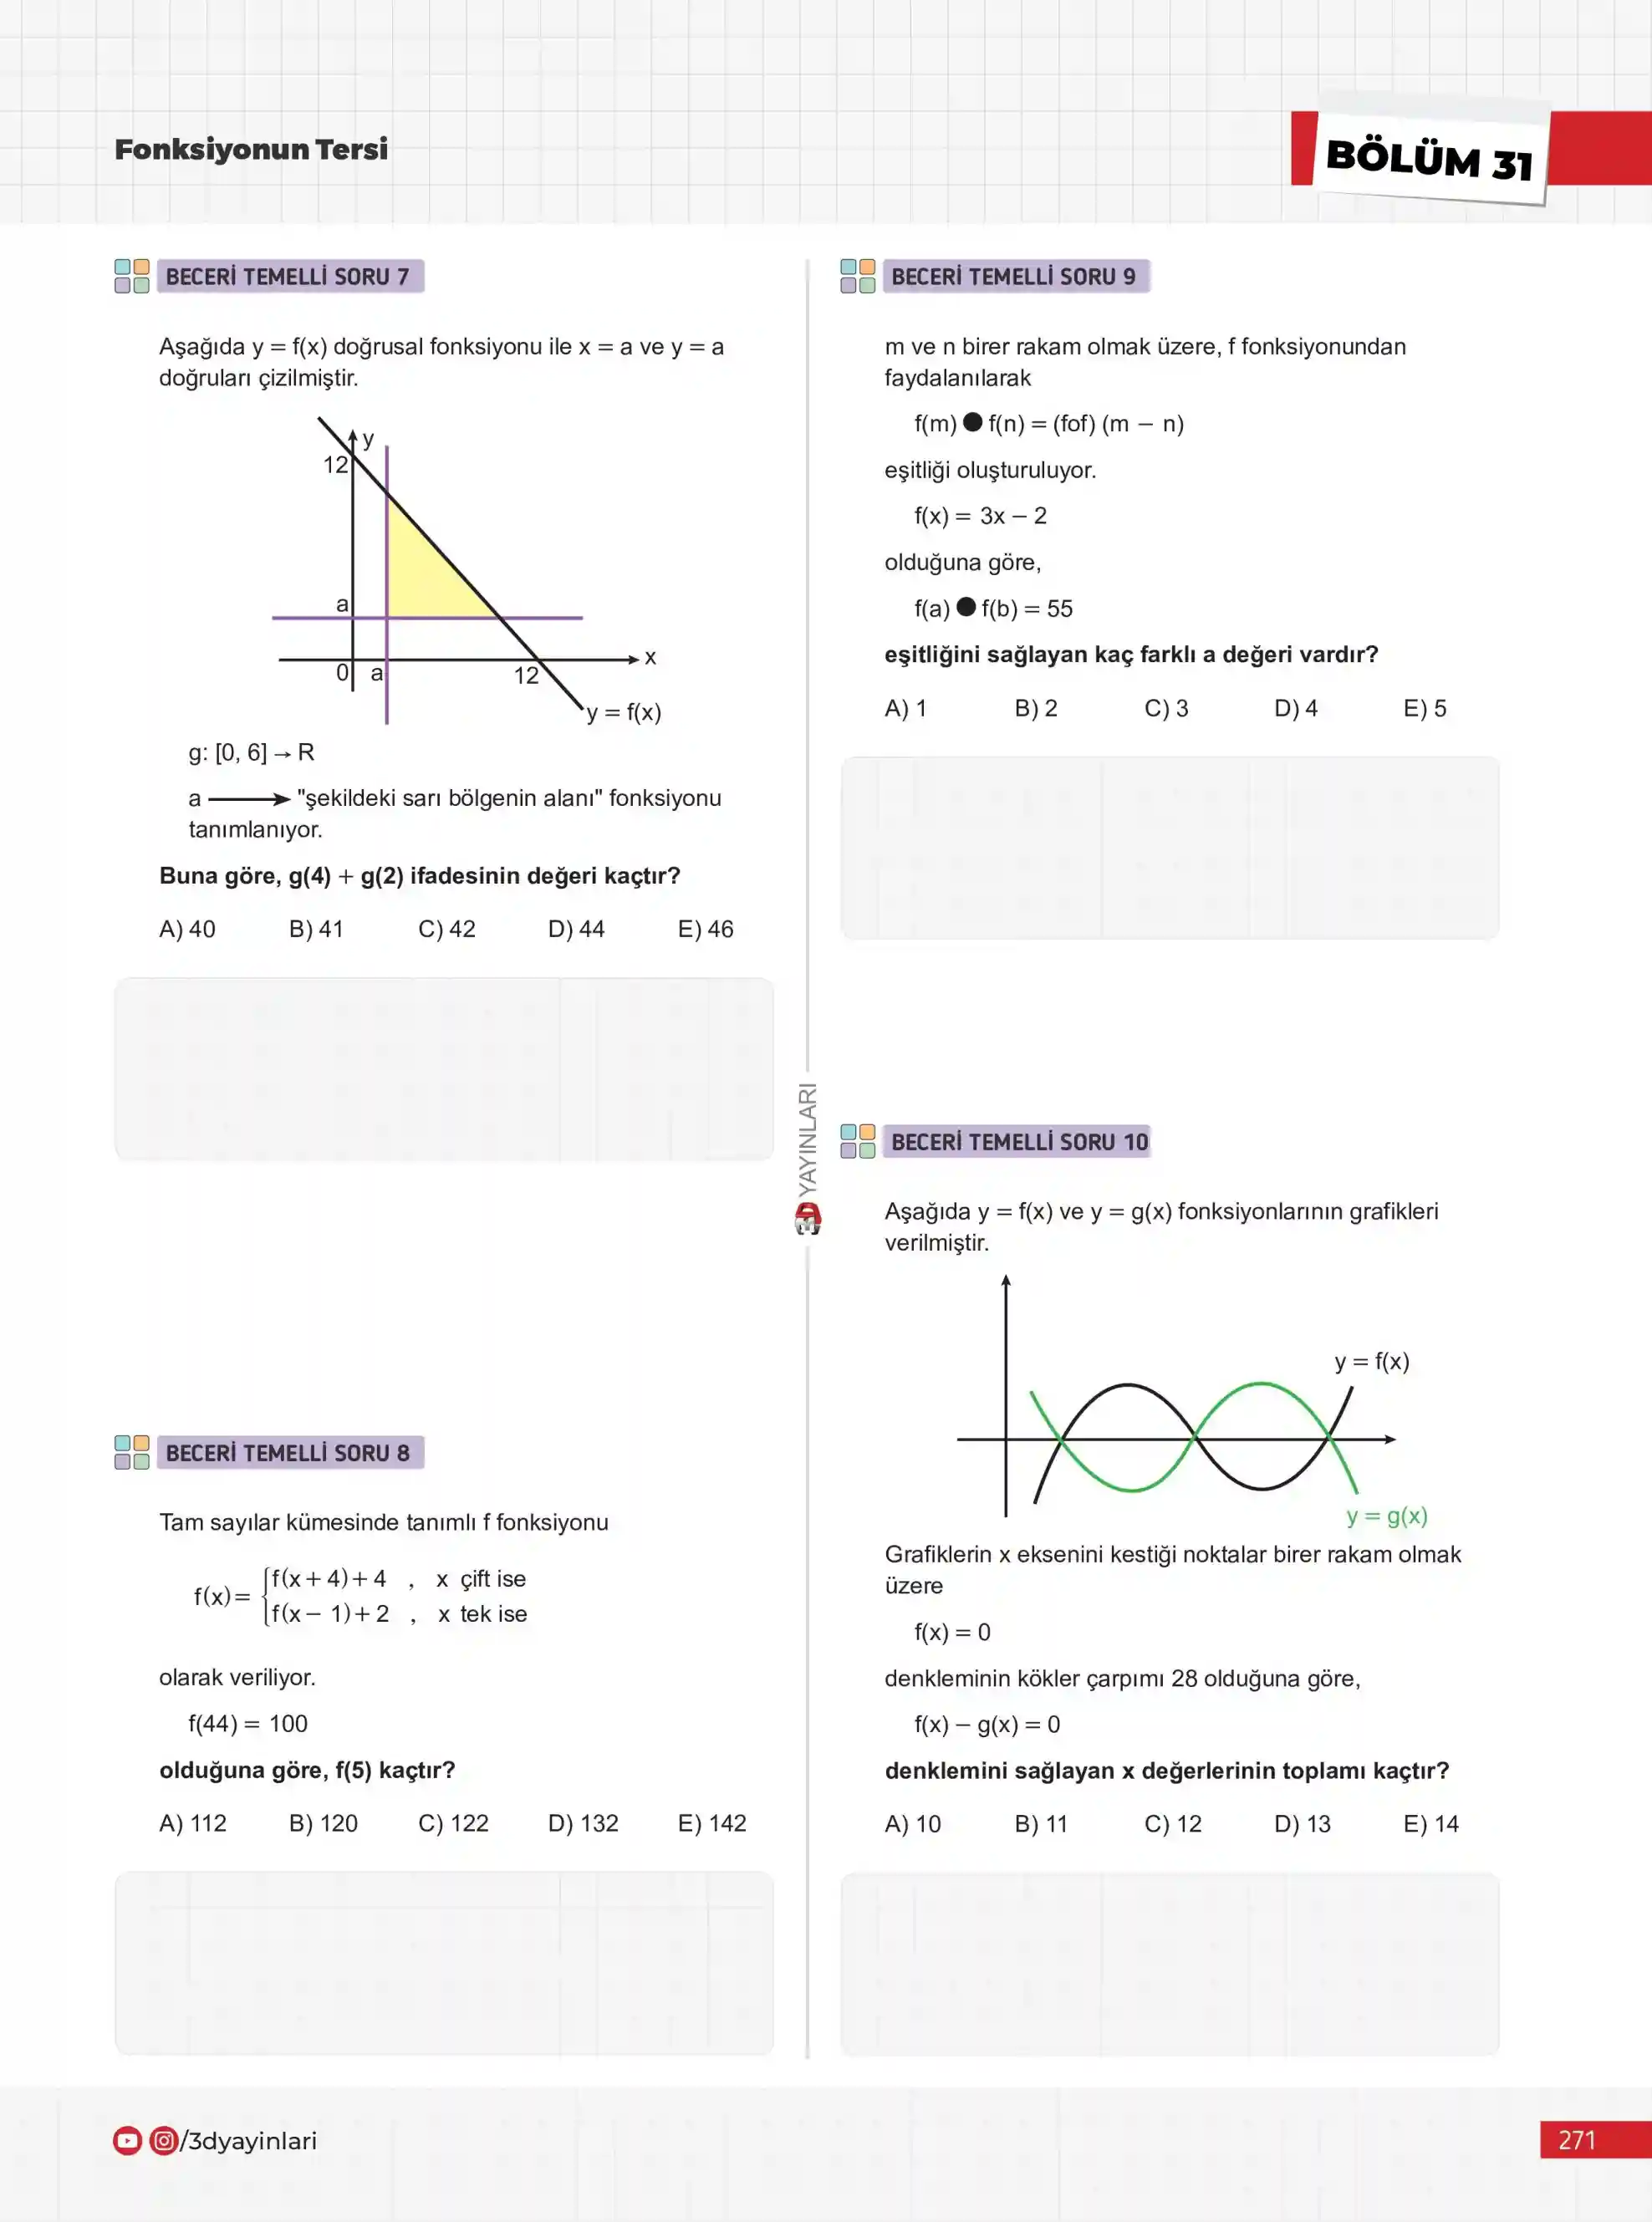 Fonksiyonun Tersi
BÖLÜM 31
BECERİ TEMELLİ SORU 7
Aşağıda y = f(x) doğrusal fonksiyonu ile x = a ve y = a
doğruları çizilmiştir.
y
12
a
x
0 a 12
y = f(x)
g: [0, 6] → R
a ⟶ "şekildeki sarı bölgenin alanı" fonksiyonu
tanımlanıyor.
Buna göre, g(4) + g(2) ifadesinin değeri kaçtır?
A) 40 B) 41 C) 42 D) 44 E) 46
BECERİ TEMELLİ SORU 8
Tam sayılar kümesinde tanımlı f fonksiyonu
f(x) = { f(x + 4) + 4 , x çift ise
f(x − 1) + 2 , x tek ise
olarak veriliyor.
f(44) = 100
olduğuna göre, f(5) kaçtır?
A) 112 B) 120 C) 122 D) 132 E) 142
YAYINLARI
BECERİ TEMELLİ SORU 9
m ve n birer rakam olmak üzere, f fonksiyonundan
faydalanılarak
f(m) ● f(n) = (fof) (m − n)
eşitliği oluşturuluyor.
f(x) = 3x − 2
olduğuna göre,
f(a) ● f(b) = 55
eşitliğini sağlayan kaç farklı a değeri vardır?
A) 1 B) 2 C) 3 D) 4 E) 5
BECERİ TEMELLİ SORU 10
Aşağıda y = f(x) ve y = g(x) fonksiyonlarının grafikleri
verilmiştir.
y = f(x)
y = g(x)
Grafiklerin x eksenini kestiği noktalar birer rakam olmak
üzere
f(x) = 0
denkleminin kökler çarpımı 28 olduğuna göre,
f(x) − g(x) = 0
denklemini sağlayan x değerlerinin toplamı kaçtır?
A) 10 B) 11 C) 12 D) 13 E) 14
/3dyayinlari
271